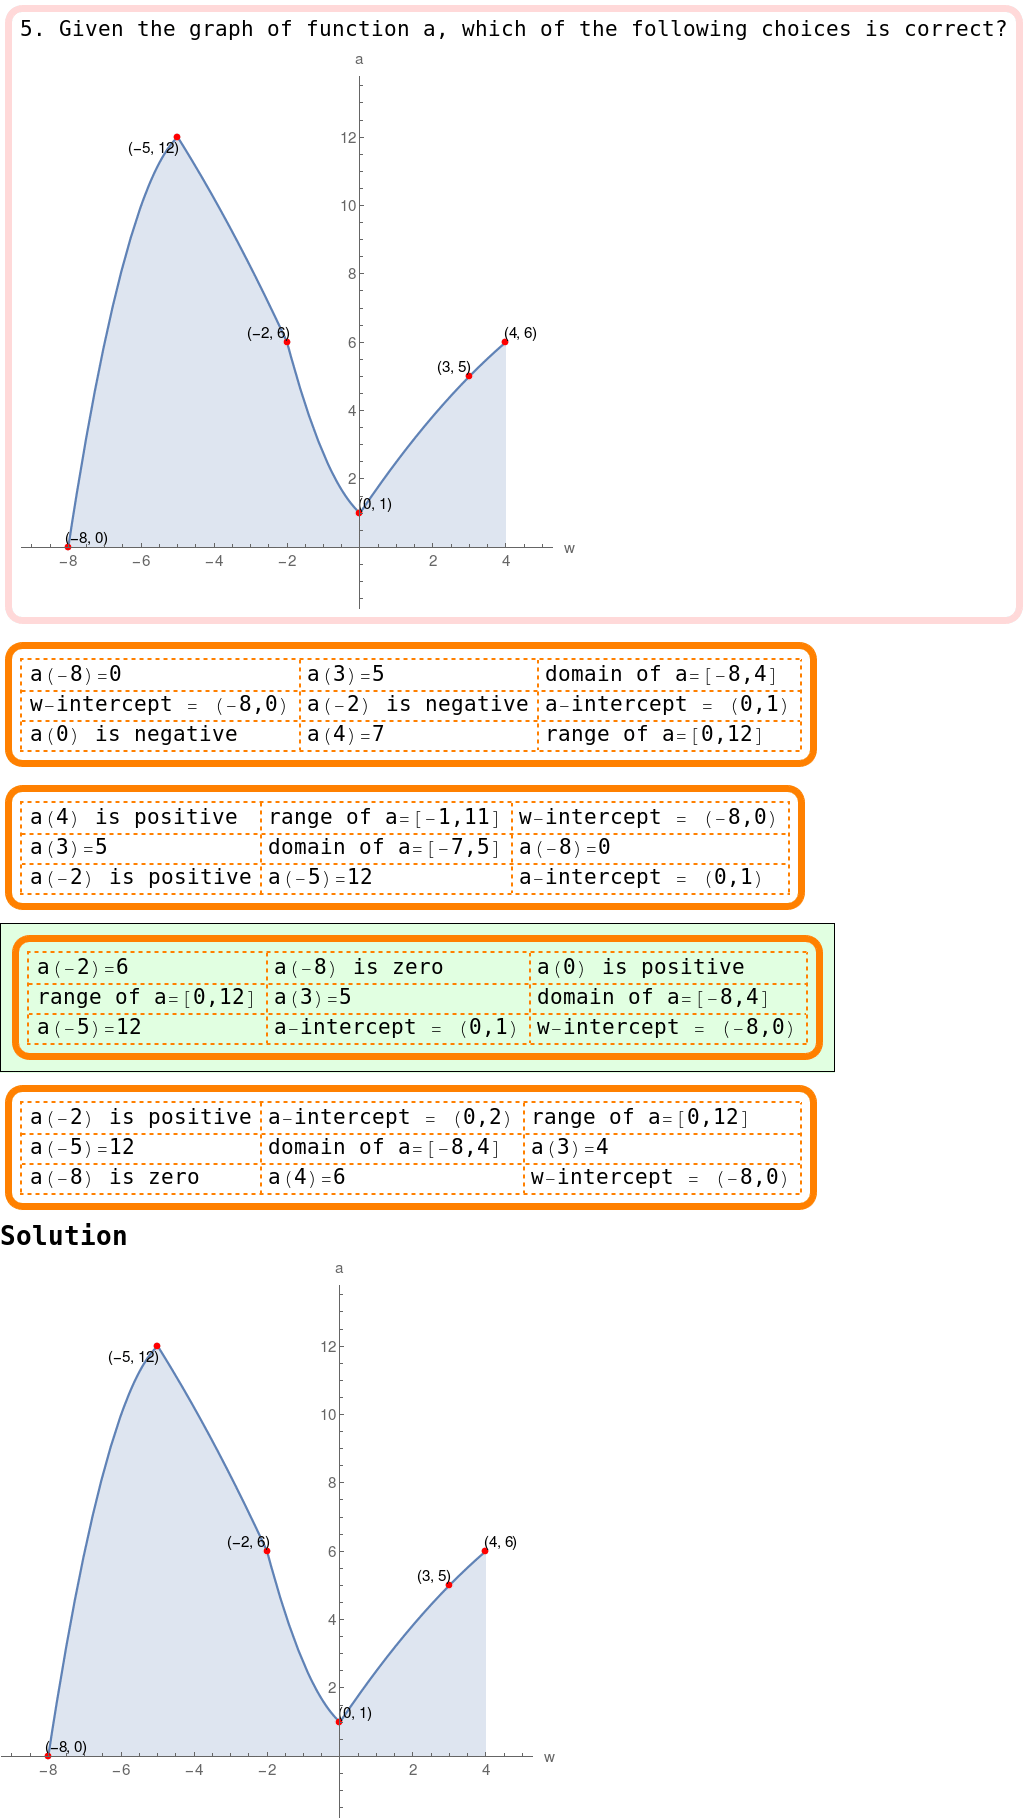 5. Given the graph of function a, which of the following choices is correct?
a
12
(−5, 12)
10
8
(−2, 6)
(4, 6)
6
(3, 5)
4
2
(0, 1)
(−8, 0)
w
−8 −6 −4 −2 2 4
a(-8)=0 a(3)=5 domain of a=[-8,4]
w-intercept = (-8,0) a(-2) is negative a-intercept = (0,1)
a(0) is negative a(4)=7 range of a=[0,12]
a(4) is positive range of a=[-1,11] w-intercept = (-8,0)
a(3)=5 domain of a=[-7,5] a(-8)=0
a(-2) is positive a(-5)=12 a-intercept = (0,1)
a(-2)=6 a(-8) is zero a(0) is positive
range of a=[0,12] a(3)=5 domain of a=[-8,4]
a(-5)=12 a-intercept = (0,1) w-intercept = (-8,0)
a(-2) is positive a-intercept = (0,2) range of a=[0,12]
a(-5)=12 domain of a=[-8,4] a(3)=4
a(-8) is zero a(4)=6 w-intercept = (-8,0)
Solution
a
12
(−5, 12)
10
8
(−2, 6)
(4, 6)
6
(3, 5)
4
2
(0, 1)
(−8, 0)
w
−8 −6 −4 −2 2 4